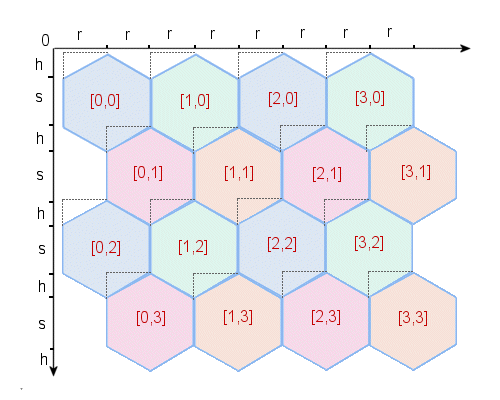 0 r r r r r r r r
h
s [0,0] [1,0] [2,0] [3,0]
h
s [0,1] [1,1] [2,1] [3,1]
h
s [0,2] [1,2] [2,2] [3,2]
h
s [0,3] [1,3] [2,3] [3,3]
h